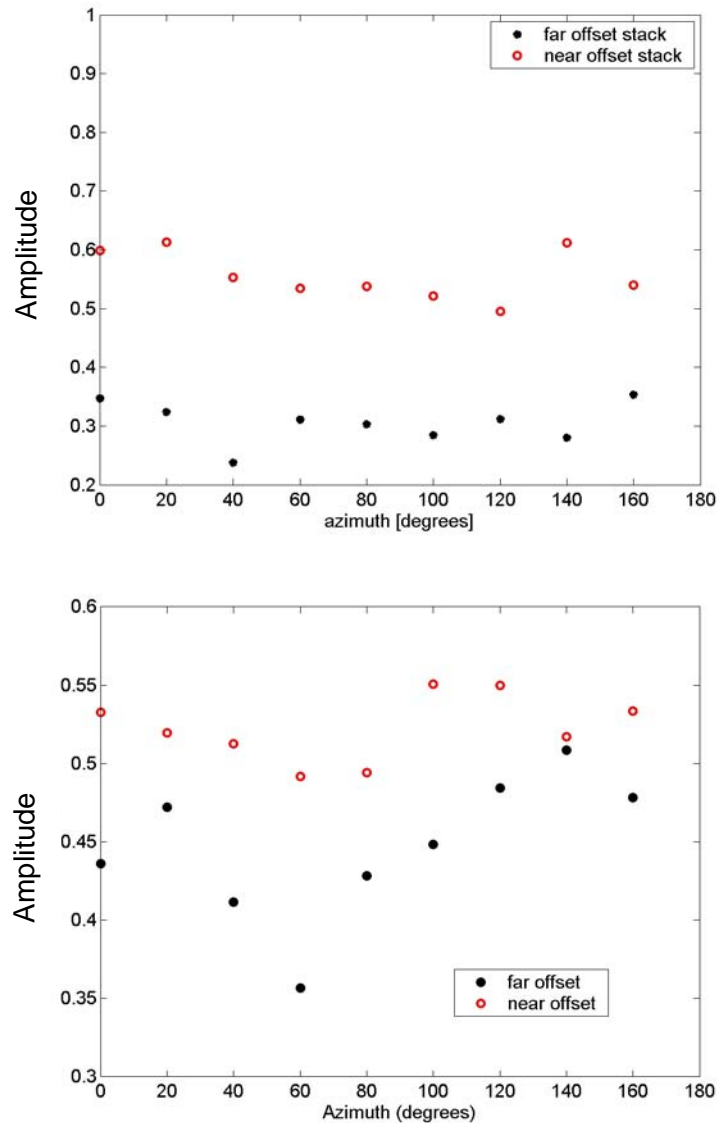 1
far offset stack
near offset stack
0.9
0.8
0.7
0.6
0.5
0.4
0.3
0.2
Amplitude
0 20 40 60 80 100 120 140 160 180
azimuth [degrees]
0.6
0.55
0.5
0.45
0.4
0.35
0.3
Amplitude
far offset
near offset
0 20 40 60 80 100 120 140 160 180
Azimuth (degrees)